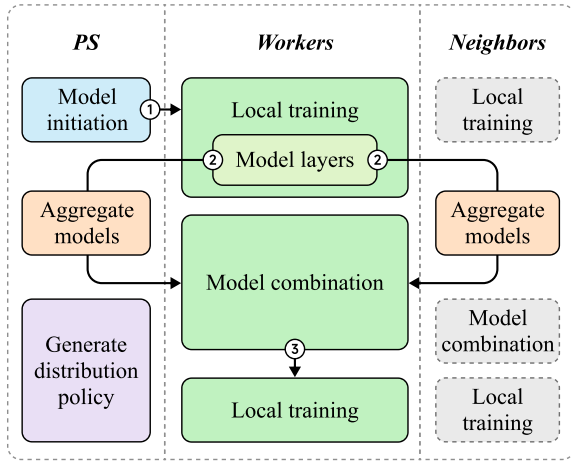 PS
Workers
Neighbors
Model
initiation
1
Local training
Local
training
2
Model layers
2
Aggregate
models
Aggregate
models
Model combination
Generate
distribution
policy
Model
combination
3
Local training
Local
training